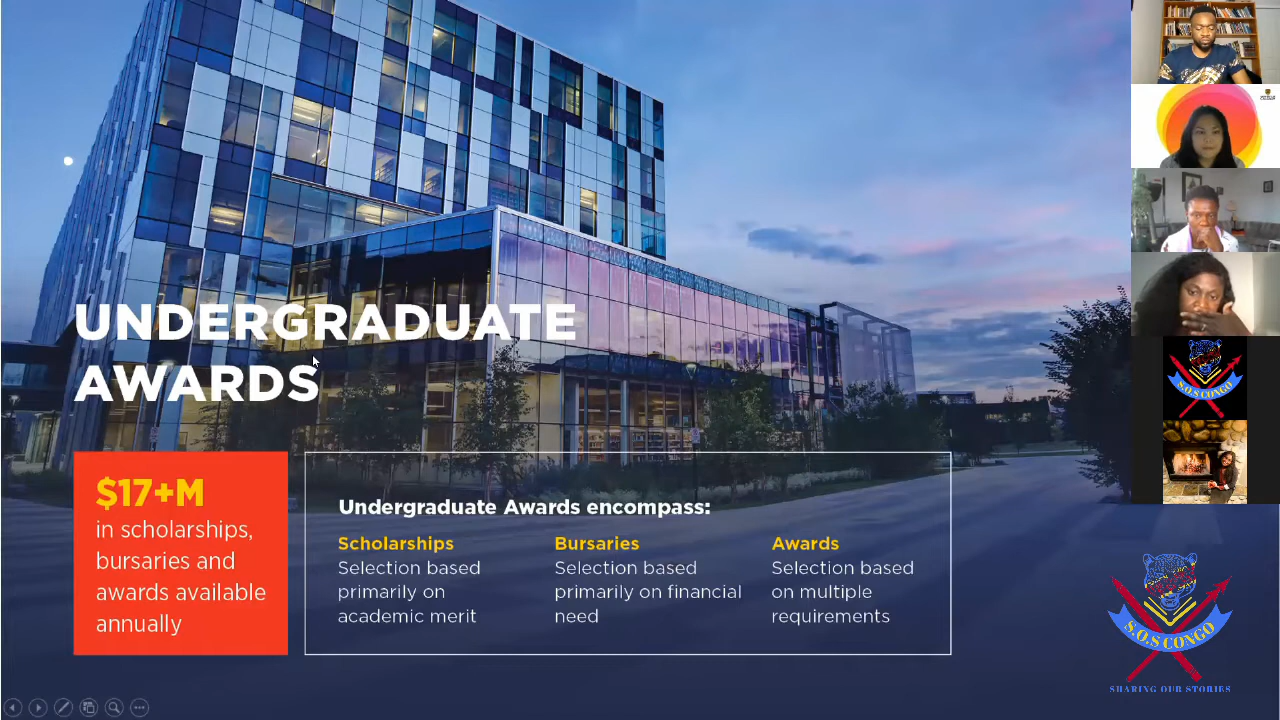 UNDERGRADUATE
AWARDS
$17+M
in scholarships,
bursaries and
awards available
annually
Undergraduate Awards encompass:
Scholarships
Selection based
primarily on
academic merit
Bursaries
Selection based
primarily on financial
need
Awards
Selection based
on multiple
requirements
S.O.S CONGO
S.O.S CONGO
SHARING OUR STORIES